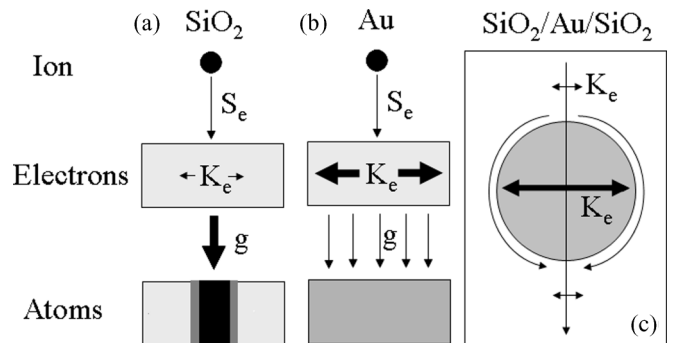 (a) SiO₂ (b) Au SiO₂/Au/SiO₂
Ion
Sₑ Sₑ Kₑ
Electrons Kₑ Kₑ Kₑ
g g
Atoms (c)